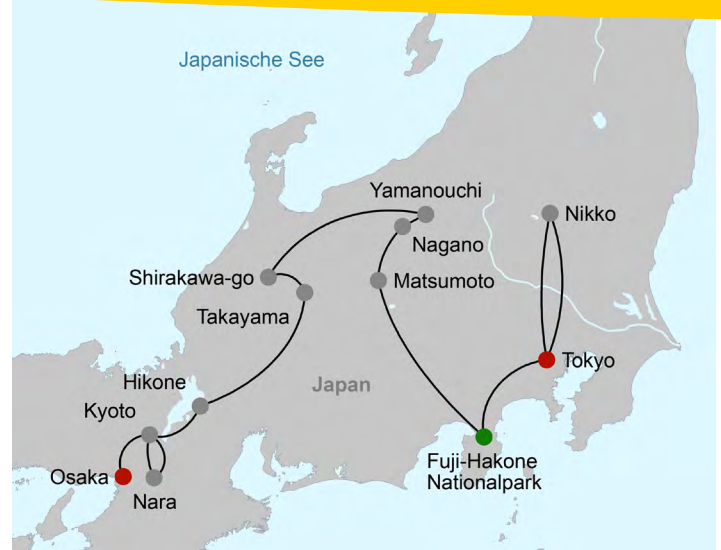 Japanische See
Yamanouchi
Nikko
Nagano
Shirakawa-go
Matsumoto
Takayama
Tokyo
Hikone
Japan
Kyoto
Fuji-Hakone
Nationalpark
Osaka
Nara